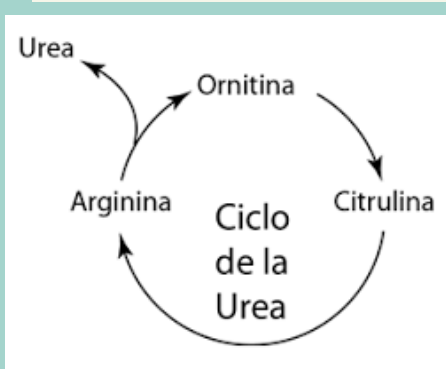 Urea
Ornitina
Arginina
Citrulina
Ciclo
de la
Urea